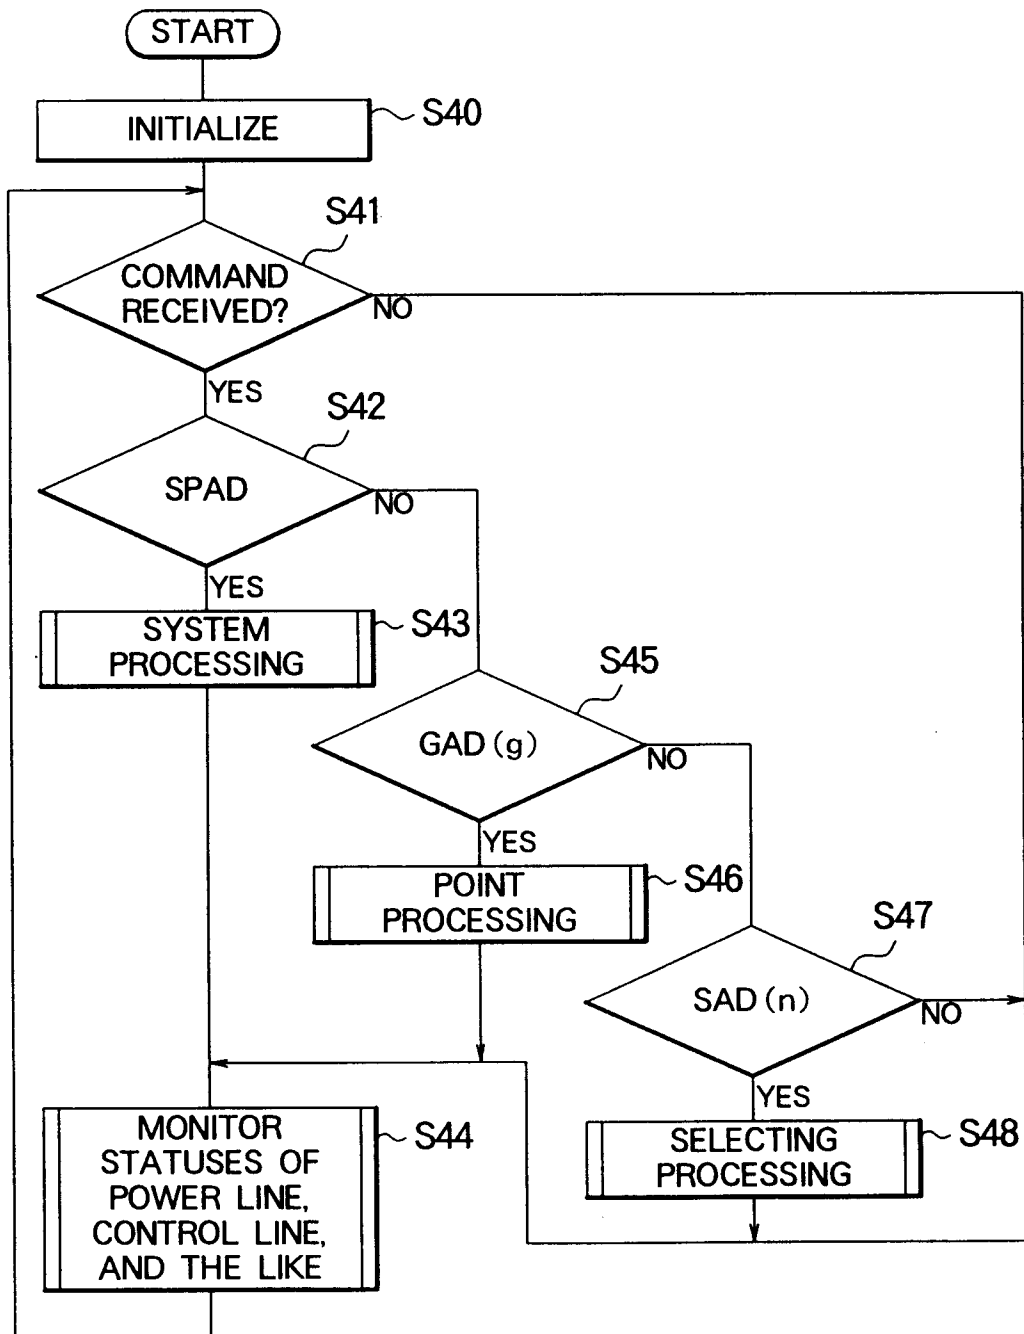 START
INITIALIZE
S40
S41
COMMAND
RECEIVED?
NO
YES
S42
SPAD
NO
YES
SYSTEM
PROCESSING
S43
S45
GAD (g)
NO
YES
POINT
PROCESSING
S46
S47
SAD (n)
NO
YES
MONITOR
STATUSES OF
POWER LINE,
CONTROL LINE,
AND THE LIKE
S44
SELECTING
PROCESSING
S48